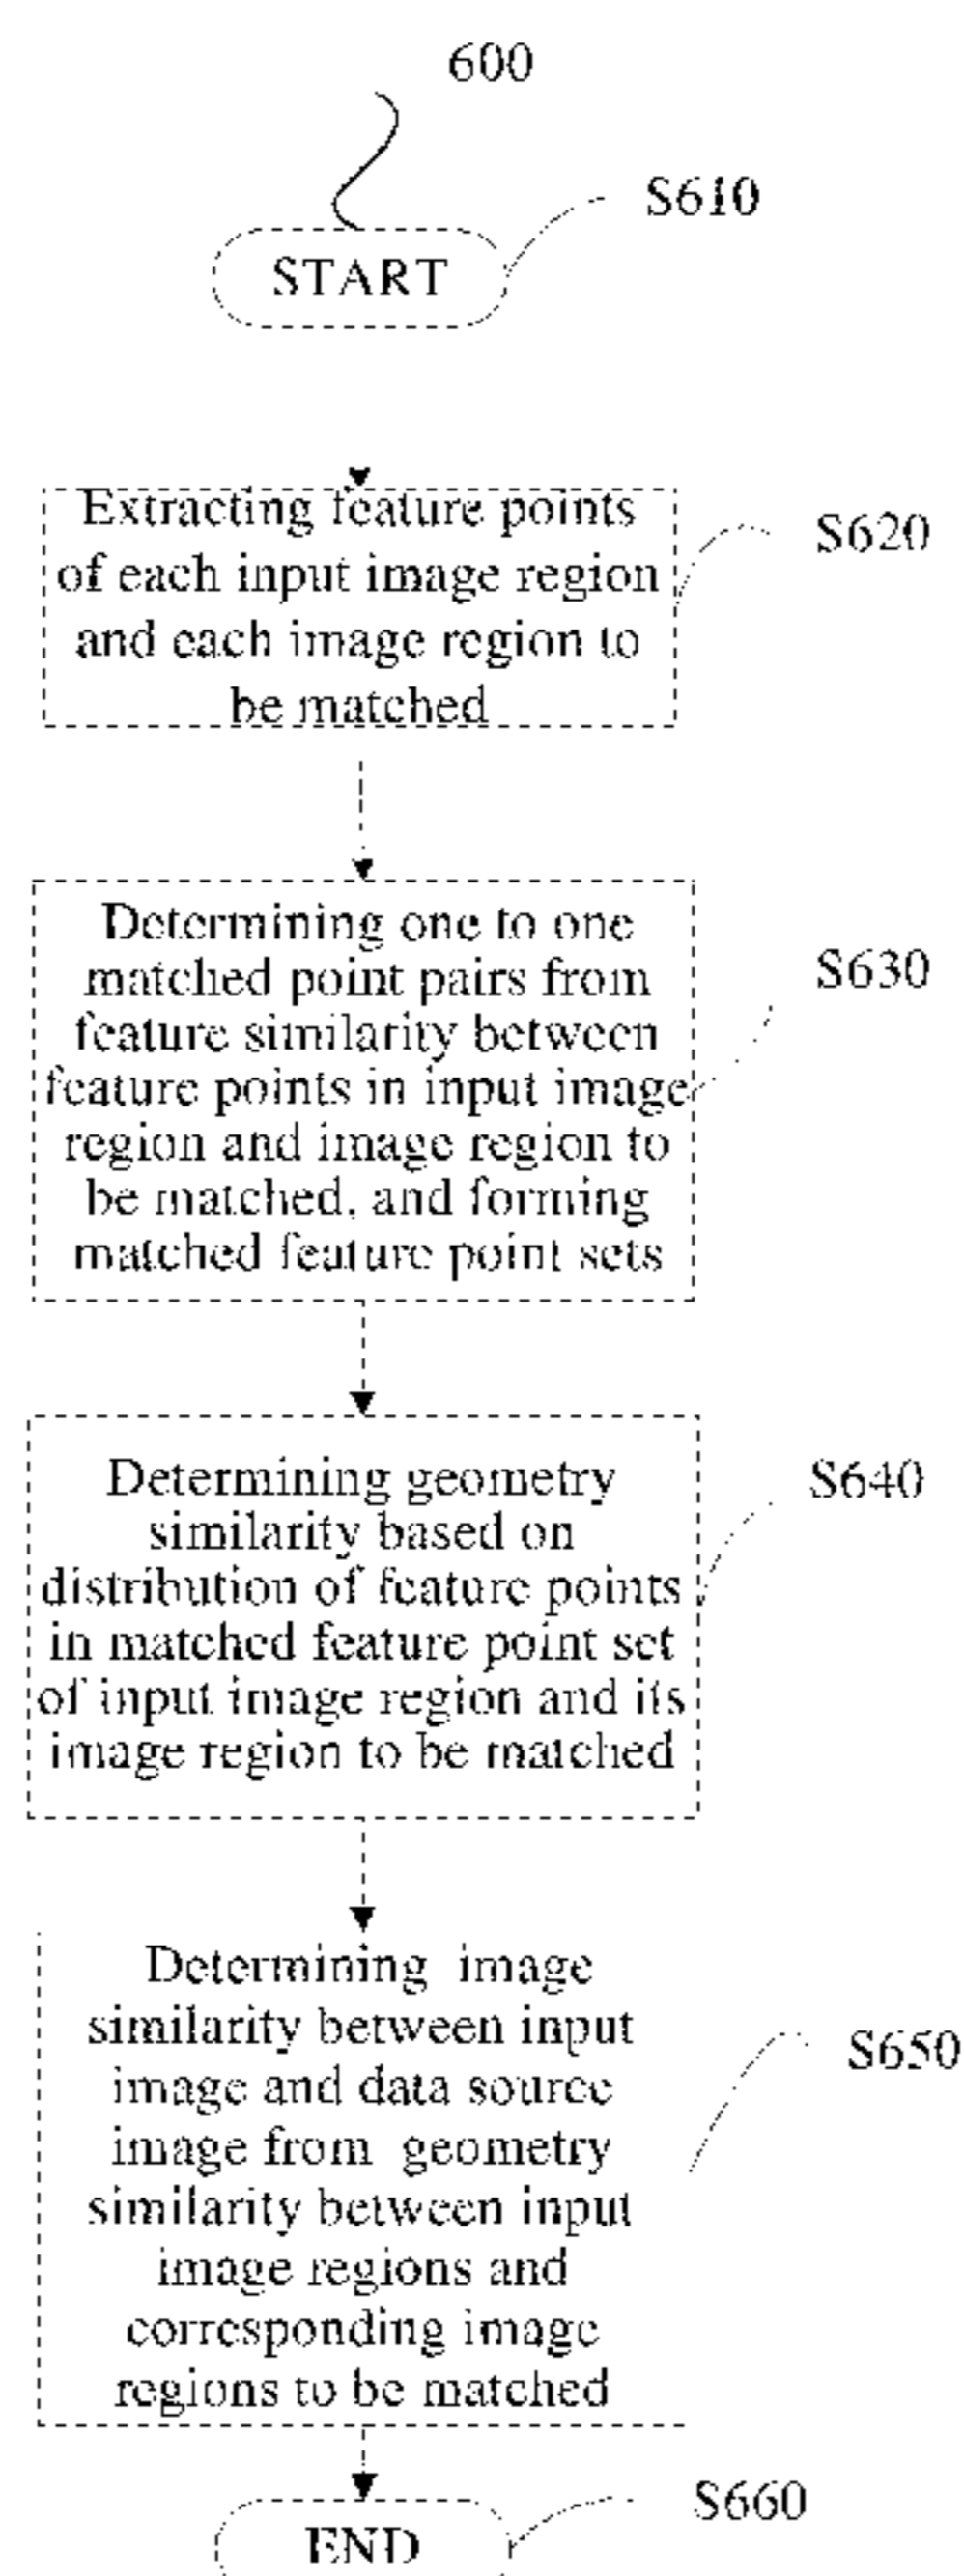 600
S610
START
Extracting feature points
S620
of each input image region
and each image region to
be matched
Determining one to one
matched point pairs from
S630
feature similarity between
feature points in input image
region and image region to
be matched, and forming
matched feature point sets
Determining geometry
S640
similarity based on
distribution of feature points
in matched feature point set
of input image region and its
image region to be matched
Determining image
similarity between input
S650
image and data source
image from geometry
similarity between input
image regions and
corresponding image
regions to be matched
S660
END